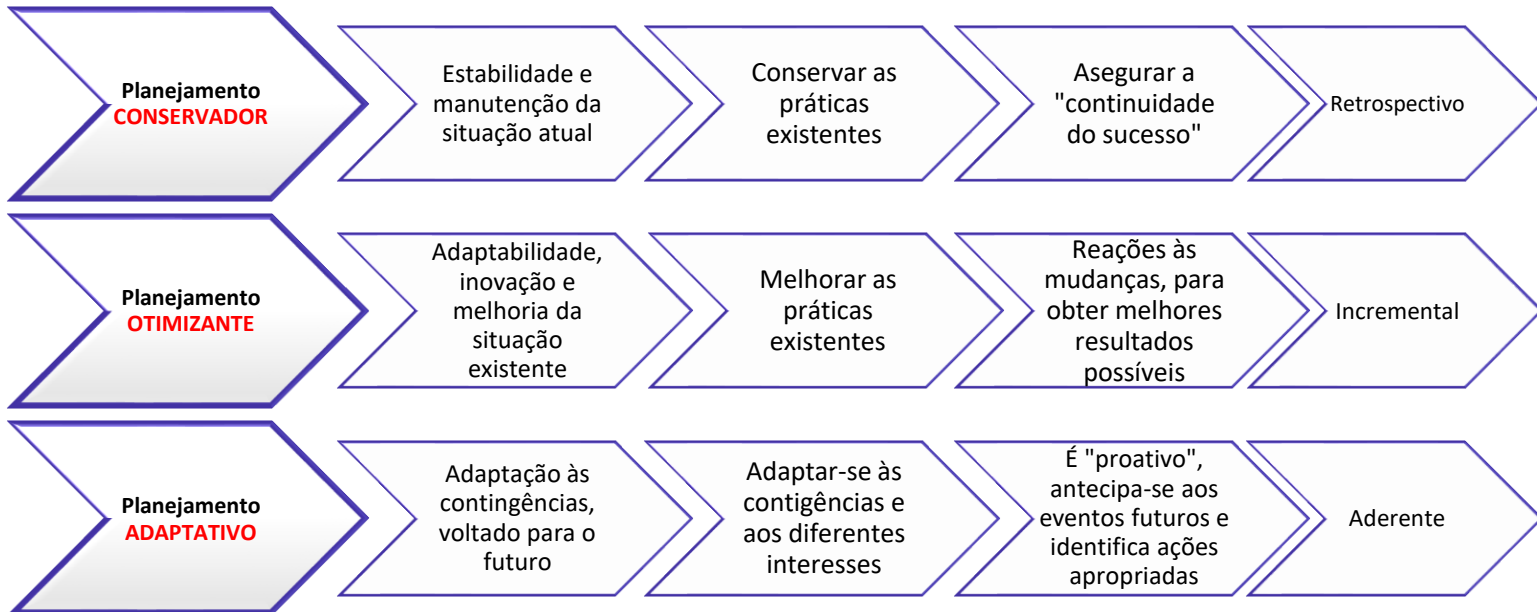 Planejamento
CONSERVADOR
Estabilidade e
manutenção da
situação atual
Conservar as
práticas
existentes
Asegurar a
"continuidade
do sucesso"
Retrospectivo
Planejamento
OTIMIZANTE
Adaptabilidade,
inovação e
melhoria da
situação
existente
Melhorar as
práticas
existentes
Reações às
mudanças, para
obter melhores
resultados
possíveis
Incremental
Planejamento
ADAPTATIVO
Adaptação às
contingências,
voltado para o
futuro
Adaptar-se às
contigências e
aos diferentes
interesses
É "proativo",
antecipa-se aos
eventos futuros e
identifica ações
apropriadas
Aderente